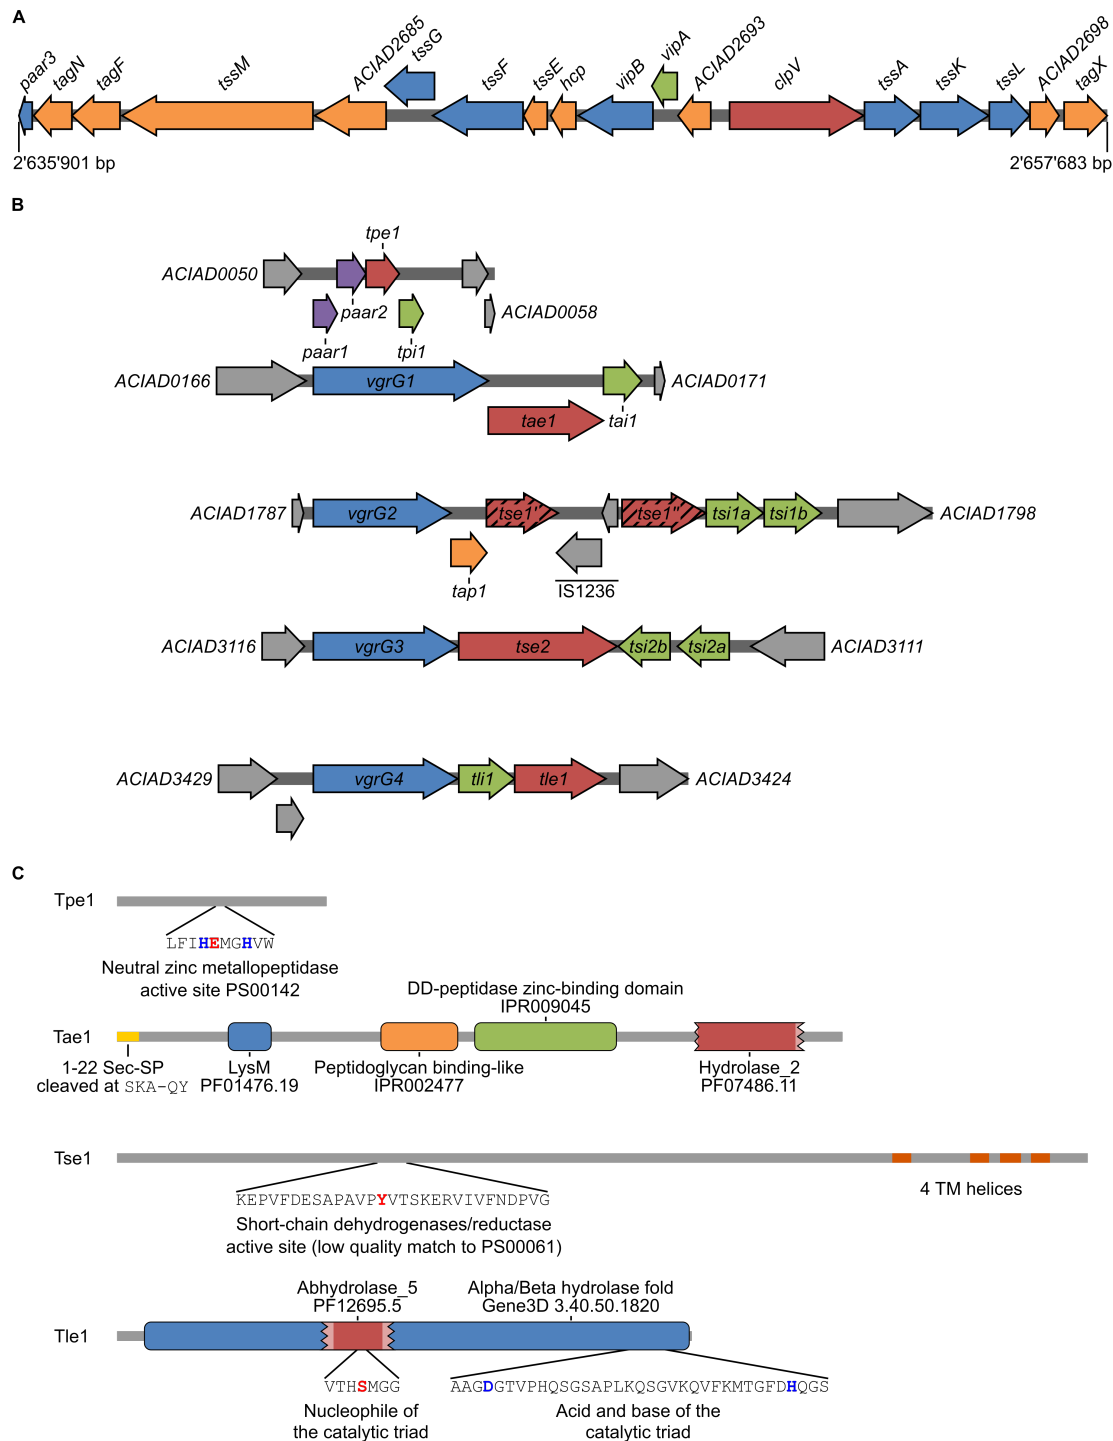 A
paar3 tagN tagF tssM ACIAD2685 tssG tssF tssE hcp vipB vipA ACIAD2693 clpV tssA tssK tssL ACIAD2698 tagX
2'635'901 bp 2'657'683 bp
B
tpe1
ACIAD0050
paar2 ACIAD0058
paar1 tpi1
ACIAD0166 vgrG1 ACIAD0171
tae1 tai1
ACIAD1787 vgrG2 tse1' tse1" tsi1a tsi1b ACIAD1798
tap1 IS1236
ACIAD3116 vgrG3 tse2 tsi2b tsi2a ACIAD3111
ACIAD3429 vgrG4 tli1 tle1 ACIAD3424
C
Tpe1
LFIHEMGHVW
Neutral zinc metallopeptidase
active site PS00142
DD-peptidase zinc-binding domain
IPR009045
Tae1
1-22 Sec-SP LysM Peptidoglycan binding-like Hydrolase_2
cleaved at SKA-QY PF01476.19 IPR002477 PF07486.11
Tse1
4 TM helices
KEPVFDESAPAVPYVTSKERVIVFNDPVG
Short-chain dehydrogenases/reductase
active site (low quality match to PS00061)
Abhydrolase_5 Alpha/Beta hydrolase fold
PF12695.5 Gene3D 3.40.50.1820
Tle1
VTHSMGG AAGDGTVPHQSGSAPLKQSGVKQVFKMTGFDHQGS
Nucleophile of Acid and base of the
the catalytic triad catalytic triad